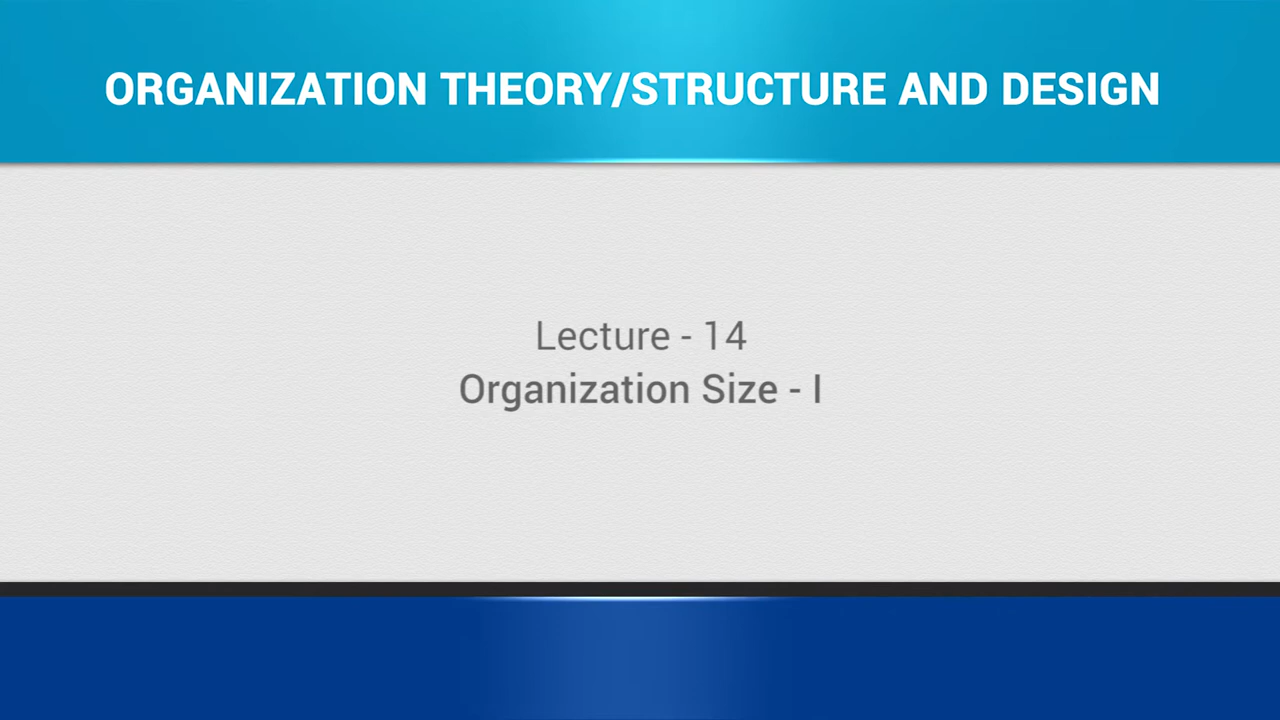 ORGANIZATION THEORY/STRUCTURE AND DESIGN
Lecture - 14
Organization Size - I